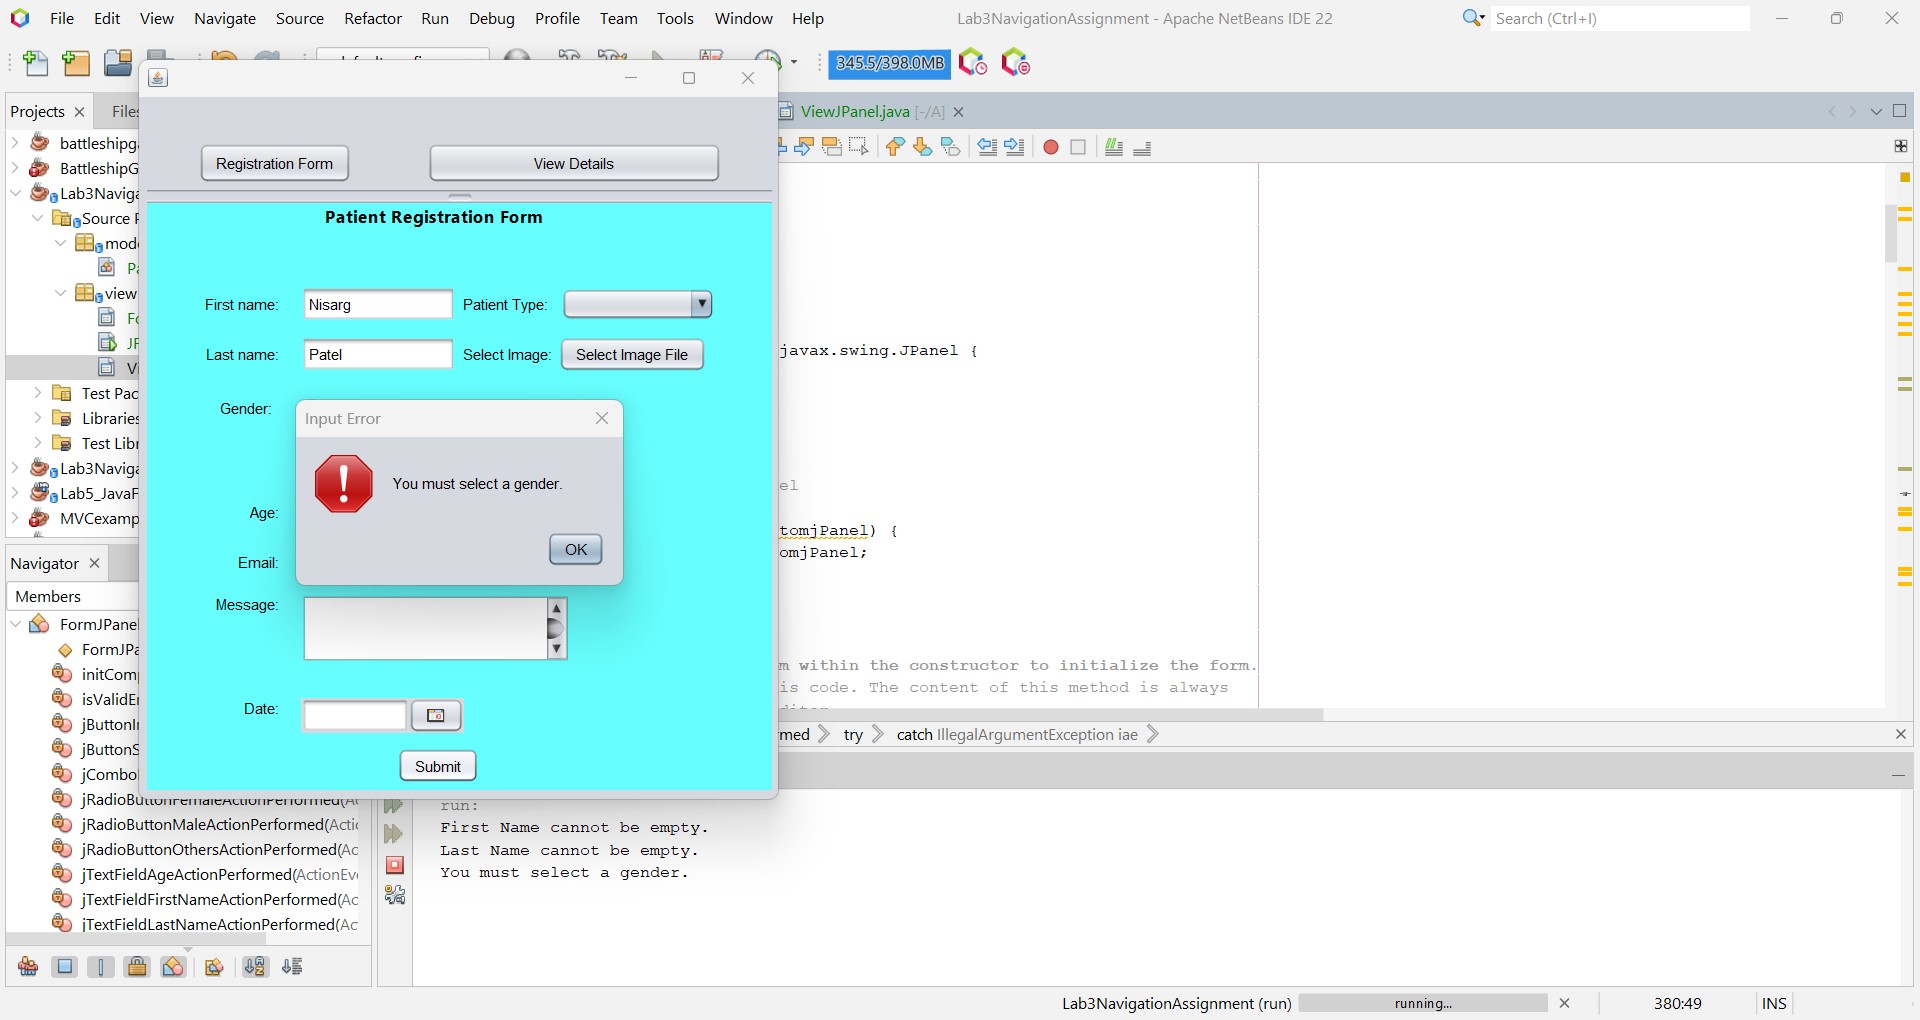 File Edit View Navigate Source Refactor Run Debug Profile Team Tools Window Help
Lab3NavigationAssignment - Apache NetBeans IDE 22
Search (Ctrl+I)
345.5/398.0MB
Projects
Files
ViewJPanel.java [-/A]
battleshipg
BattleshipG
Lab3Naviga
Source
mod
Pa
view
Fo
JF
Vi
Test Pac
Libraries
Test Libr
Lab3Naviga
Lab5_JavaF
MVCexamp
Registration Form
View Details
Patient Registration Form
First name: Nisarg Patient Type:
Last name: Patel Select Image: Select Image File
Gender:
Input Error
You must select a gender.
OK
Age:
Email:
Message:
Date:
Submit
javax.swing.JPanel {
el
tomjPanel) {
omjPanel;
m within the constructor to initialize the form.
is code. The content of this method is always
med try catch IllegalArgumentException iae
Navigator
Members
FormJPane
FormJPa
initCom
isValidE
jButtonI
jButtonS
jCombo
jRadioButtonFemaleActionPerformed(A
jRadioButtonMaleActionPerformed(Acti
jRadioButtonOthersActionPerformed(Ac
jTextFieldAgeActionPerformed(ActionEv
jTextFieldFirstNameActionPerformed(Ac
jTextFieldLastNameActionPerformed(Ac
run:
First Name cannot be empty.
Last Name cannot be empty.
You must select a gender.
Lab3NavigationAssignment (run) running... 380:49 INS